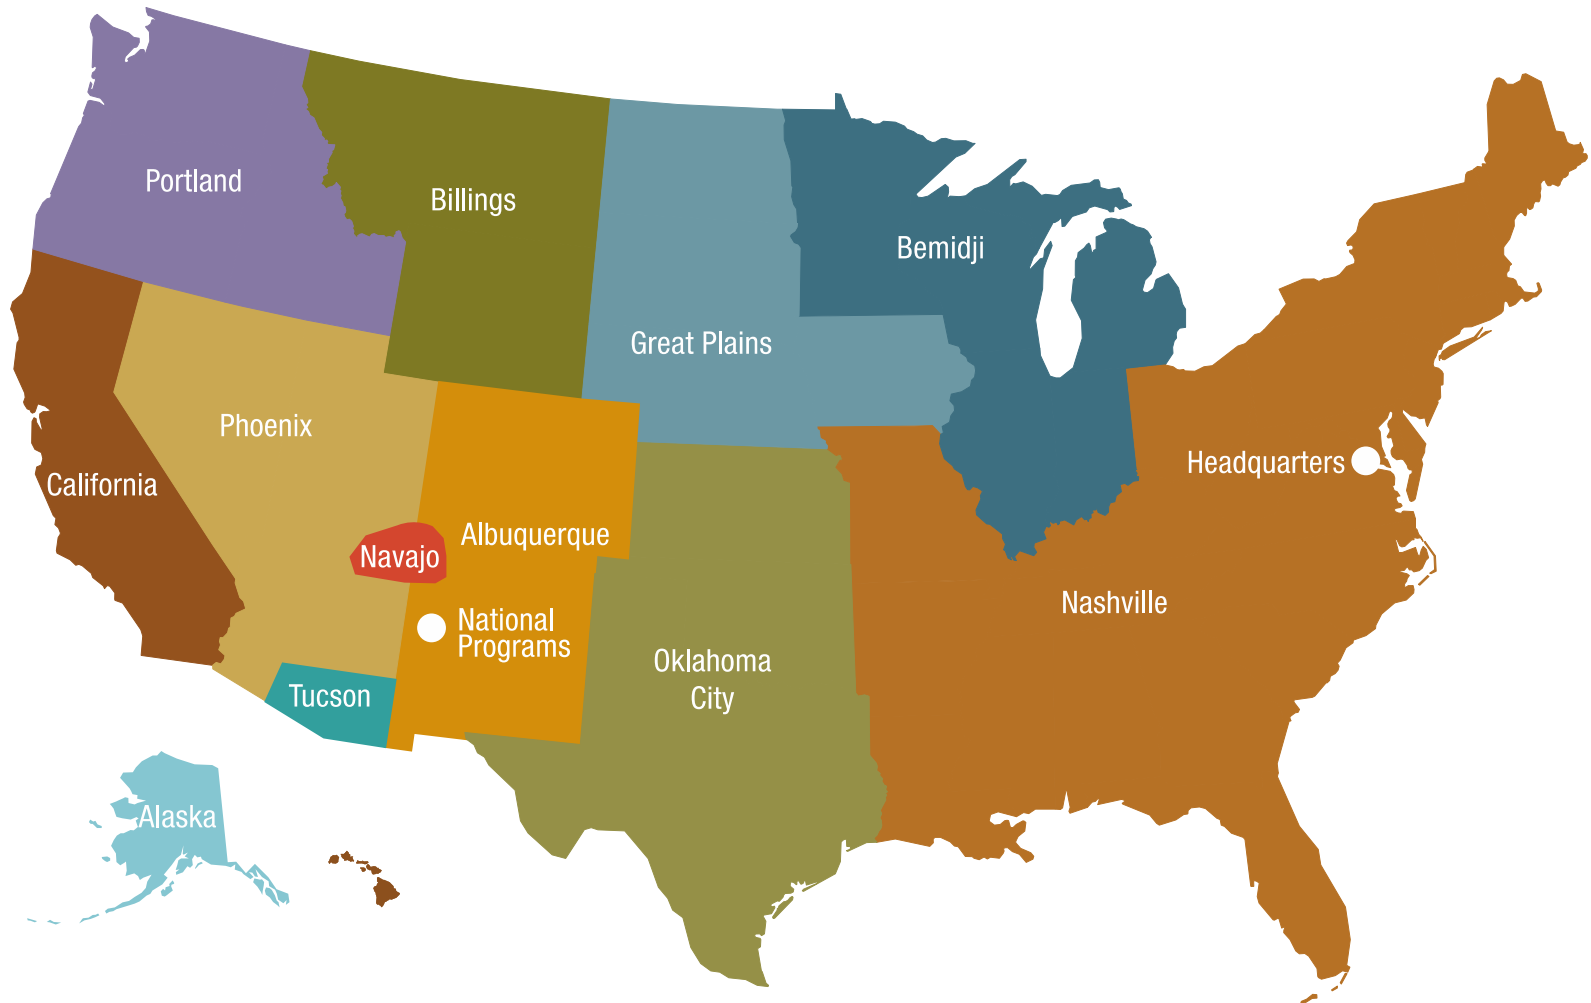 Portland
Billings
Bemidji
Great Plains
Phoenix
California
Headquarters
Albuquerque
Navajo
Nashville
National
Programs
Oklahoma
City
Tucson
Alaska